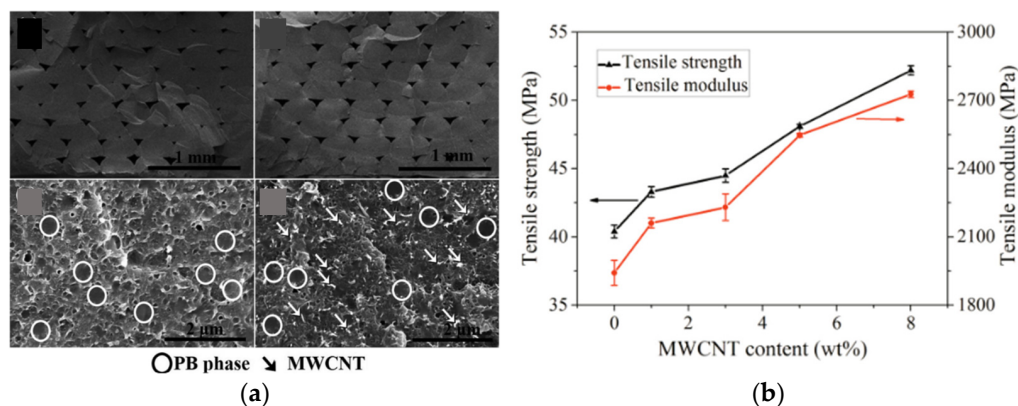 1 mm
1 mm
2 µm
2 µm
PB phase
MWCNT
(a)
55
50
45
40
35
Tensile strength (MPa)
Tensile strength
Tensile modulus
3000
2700
2400
2100
1800
Tensile modulus (MPa)
0 2 4 6 8
MWCNT content (wt%)
(b)